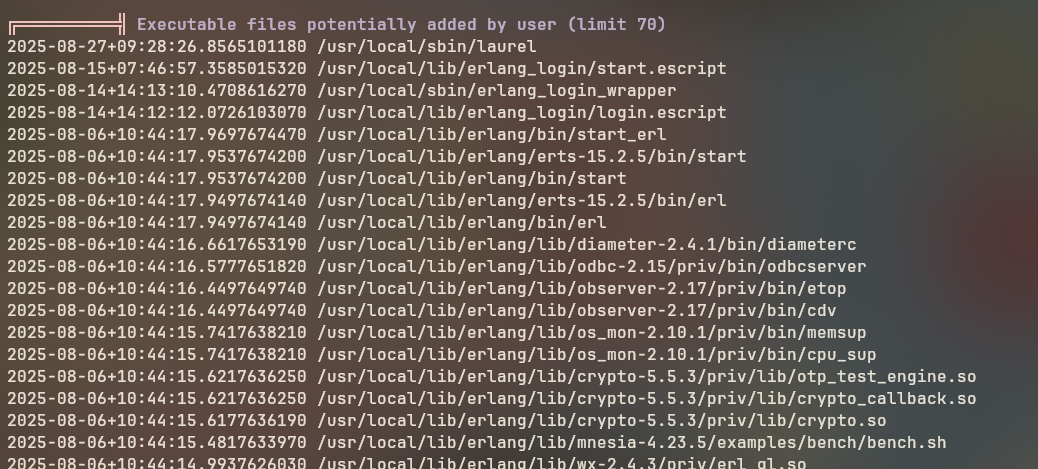 ╔══════════╣ Executable files potentially added by user (limit 70)
2025-08-27+09:28:26.8565101180 /usr/local/sbin/laurel
2025-08-15+07:46:57.3585015320 /usr/local/lib/erlang_login/start.escript
2025-08-14+14:13:10.4708616270 /usr/local/sbin/erlang_login_wrapper
2025-08-14+14:12:12.0726103070 /usr/local/lib/erlang_login/login.escript
2025-08-06+10:44:17.9697674470 /usr/local/lib/erlang/bin/start_erl
2025-08-06+10:44:17.9537674200 /usr/local/lib/erlang/erts-15.2.5/bin/start
2025-08-06+10:44:17.9537674200 /usr/local/lib/erlang/bin/start
2025-08-06+10:44:17.9497674140 /usr/local/lib/erlang/erts-15.2.5/bin/erl
2025-08-06+10:44:17.9497674140 /usr/local/lib/erlang/bin/erl
2025-08-06+10:44:16.6617653190 /usr/local/lib/erlang/lib/diameter-2.4.1/bin/diameterc
2025-08-06+10:44:16.5777651820 /usr/local/lib/erlang/lib/odbc-2.15/priv/bin/odbcserver
2025-08-06+10:44:16.4497649740 /usr/local/lib/erlang/lib/observer-2.17/priv/bin/etop
2025-08-06+10:44:16.4497649740 /usr/local/lib/erlang/lib/observer-2.17/priv/bin/cdv
2025-08-06+10:44:15.7417638210 /usr/local/lib/erlang/lib/os_mon-2.10.1/priv/bin/memsup
2025-08-06+10:44:15.7417638210 /usr/local/lib/erlang/lib/os_mon-2.10.1/priv/bin/cpu_sup
2025-08-06+10:44:15.6217636250 /usr/local/lib/erlang/lib/crypto-5.5.3/priv/lib/otp_test_engine.so
2025-08-06+10:44:15.6217636250 /usr/local/lib/erlang/lib/crypto-5.5.3/priv/lib/crypto_callback.so
2025-08-06+10:44:15.6177636190 /usr/local/lib/erlang/lib/crypto-5.5.3/priv/lib/crypto.so
2025-08-06+10:44:15.4817633970 /usr/local/lib/erlang/lib/mnesia-4.23.5/examples/bench/bench.sh
2025-08-06+10:44:14.9937626030 /usr/local/lib/erlang/lib/wx-2.4.3/priv/erl_gl.so